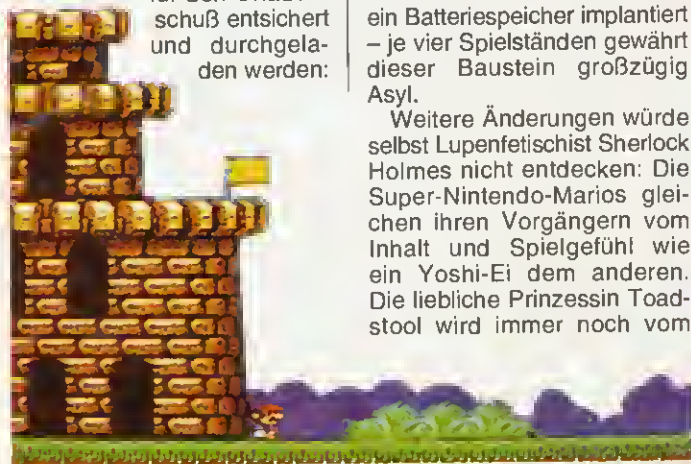 schuß entsichert
und durchgela-
den werden:
ein Batteriespeicher implantiert
– je vier Spielständen gewährt
dieser Baustein großzügig
Asyl.
Weitere Änderungen würde
selbst Lupenfetischist Sherlock
Holmes nicht entdecken: Die
Super-Nintendo-Marios glei-
chen ihren Vorgängern vom
Inhalt und Spielgefühl wie
ein Yoshi-Ei dem anderen.
Die liebliche Prinzessin Toad-
stool wird immer noch vom